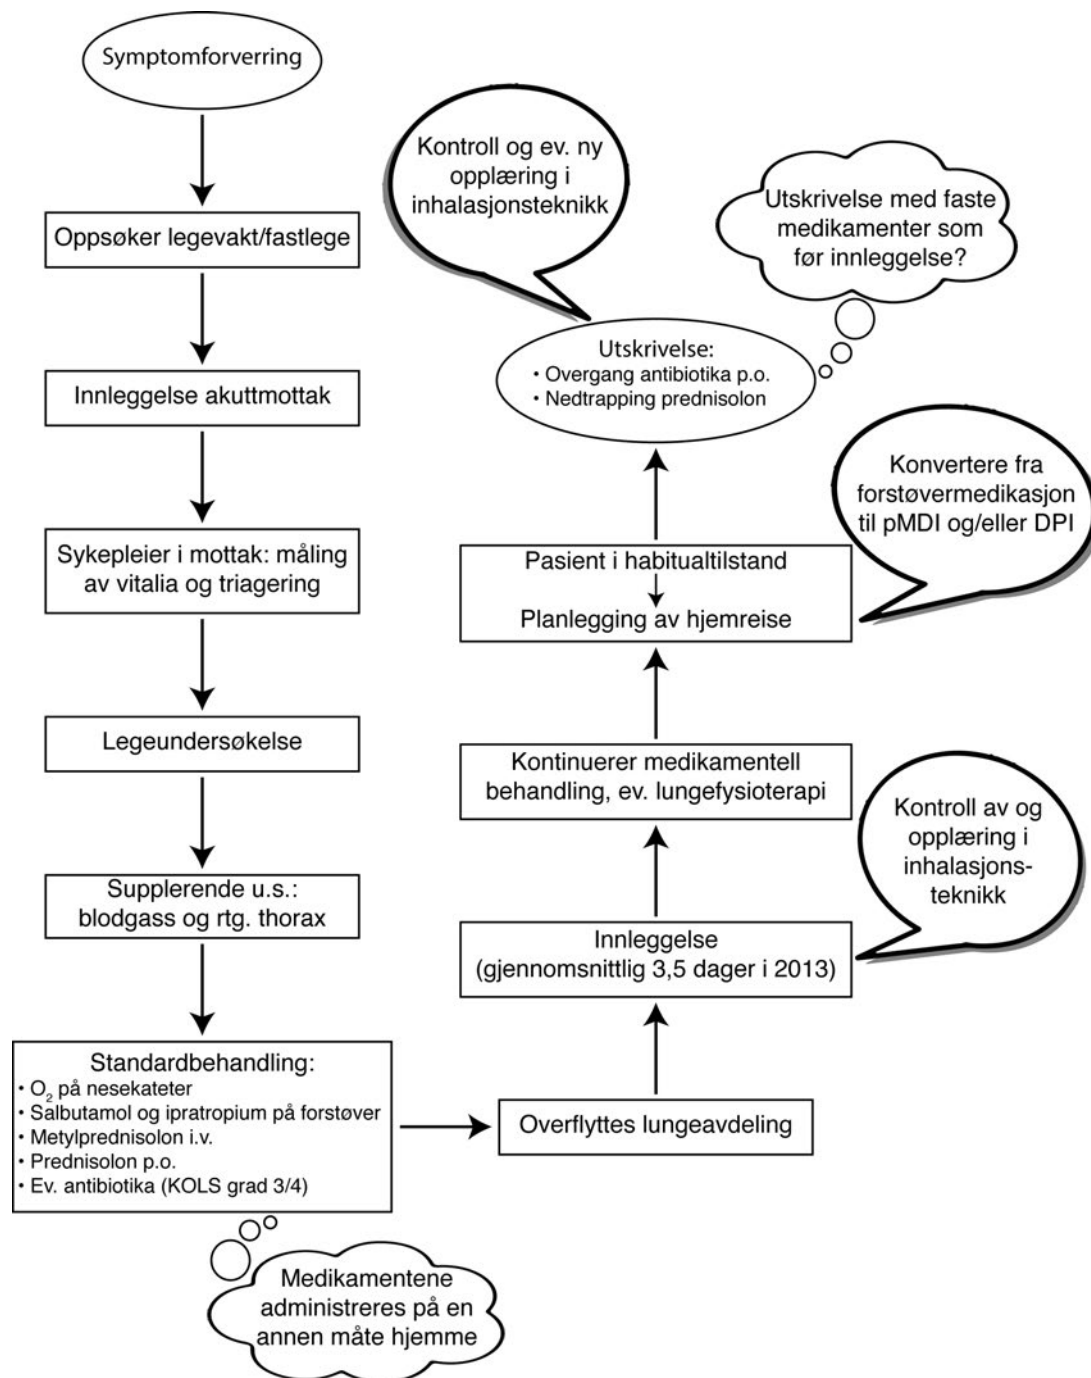 Symptomforverring
Oppsøker legevakt/fastlege
Innleggelse akuttmottak
Sykepleier i mottak: måling
av vitalia og triagering
Legeundersøkelse
Supplerende u.s.:
blodgass og rtg. thorax
Standardbehandling:
• O₂ på nesekateter
• Salbutamol og ipratropium på forstøver
• Metylprednisolon i.v.
• Prednisolon p.o.
• Ev. antibiotika (KOLS grad 3/4)
Medikamentene
administreres på en
annen måte hjemme
Overflyttes lungeavdeling
Innleggelse
(gjennomsnittlig 3,5 dager i 2013)
Kontroll av og
opplæring i
inhalasjons-
teknikk
Kontinuerer medikamentell
behandling, ev. lungefysioterapi
Pasient i habitualtilstand
Planlegging av hjemreise
Konvertere fra
forstøvermedikasjon
til pMDI og/eller DPI
Utskrivelse:
• Overgang antibiotika p.o.
• Nedtrapping prednisolon
Kontroll og ev. ny
opplæring i
inhalasjonsteknikk
Utskrivelse med faste
medikamenter som
før innleggelse?